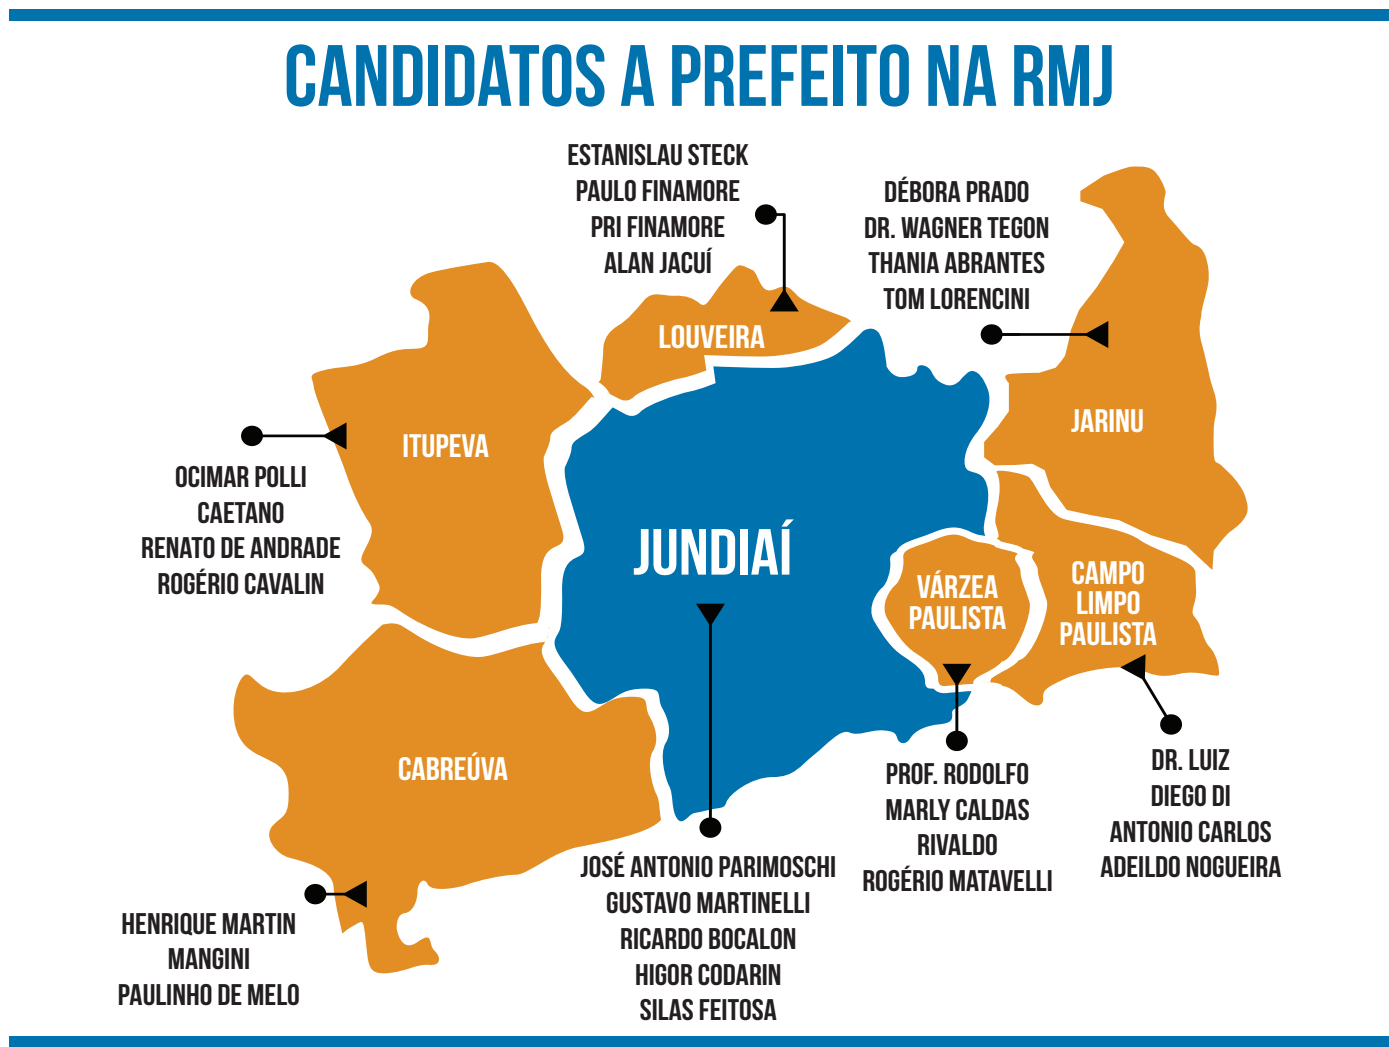 CANDIDATOS A PREFEITO NA RMJ
ESTANISLAU STECK
PAULO FINAMORE
PRI FINAMORE
ALAN JACUÍ
DÉBORA PRADO
DR. WAGNER TEGON
THANIA ABRANTES
TOM LORENCINI
LOUVEIRA
JARINU
ITUPEVA
OCIMAR POLLI
CAETANO
RENATO DE ANDRADE
ROGÉRIO CAVALIN
JUNDIAÍ
VÁRZEA
PAULISTA
CAMPO
LIMPO
PAULISTA
CABREÚVA
PROF. RODOLFO
MARLY CALDAS
RIVALDO
ROGÉRIO MATAVELLI
DR. LUIZ
DIEGO DI
ANTONIO CARLOS
ADEILDO NOGUEIRA
JOSÉ ANTONIO PARIMOSCHI
GUSTAVO MARTINELLI
RICARDO BOCALON
HIGOR CODARIN
SILAS FEITOSA
HENRIQUE MARTIN
MANGINI
PAULINHO DE MELO